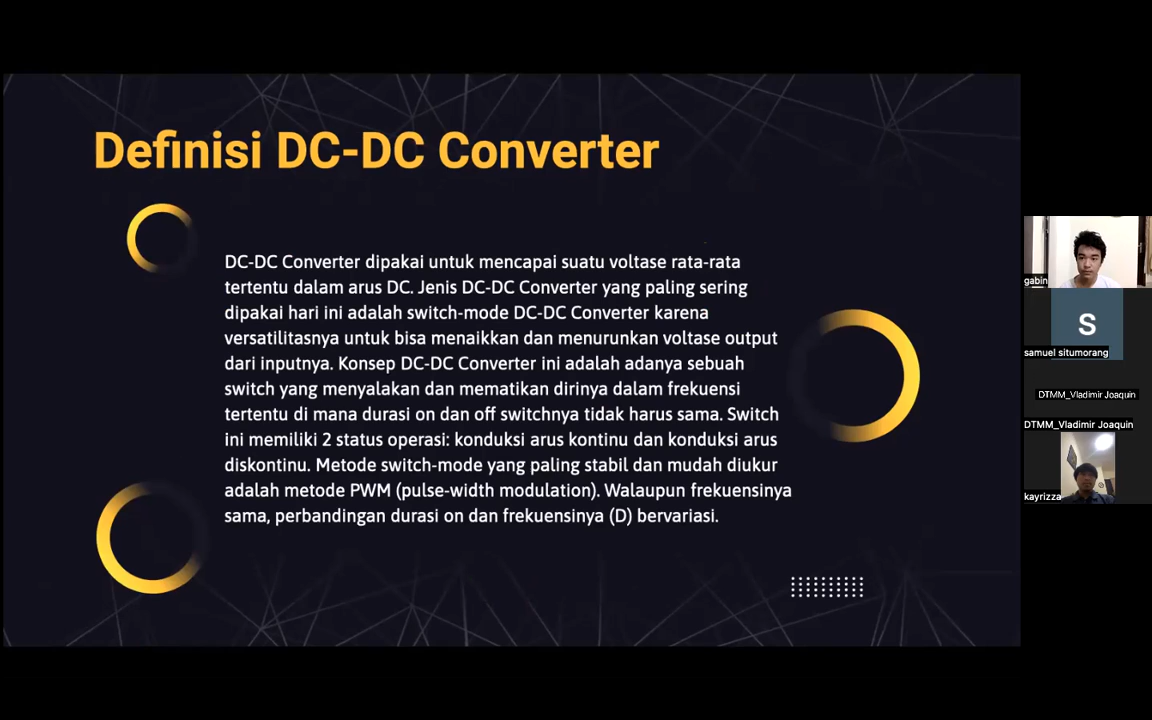 Definisi DC-DC Converter
DC-DC Converter dipakai untuk mencapai suatu voltase rata-rata
tertentu dalam arus DC. Jenis DC-DC Converter yang paling sering
dipakai hari ini adalah switch-mode DC-DC Converter karena
versatilitasnya untuk bisa menaikkan dan menurunkan voltase output
dari inputnya. Konsep DC-DC Converter ini adalah adanya sebuah
switch yang menyalakan dan mematikan dirinya dalam frekuensi
tertentu di mana durasi on dan off switchnya tidak harus sama. Switch
ini memiliki 2 status operasi: konduksi arus kontinu dan konduksi arus
diskontinu. Metode switch-mode yang paling stabil dan mudah diukur
adalah metode PWM (pulse-width modulation). Walaupun frekuensinya
sama, perbandingan durasi on dan frekuensinya (D) bervariasi.
gabin
S
samuel situmorang
DTMM_Vladimir Joaquin
DTMM_Vladimir Joaquin
kayrizza